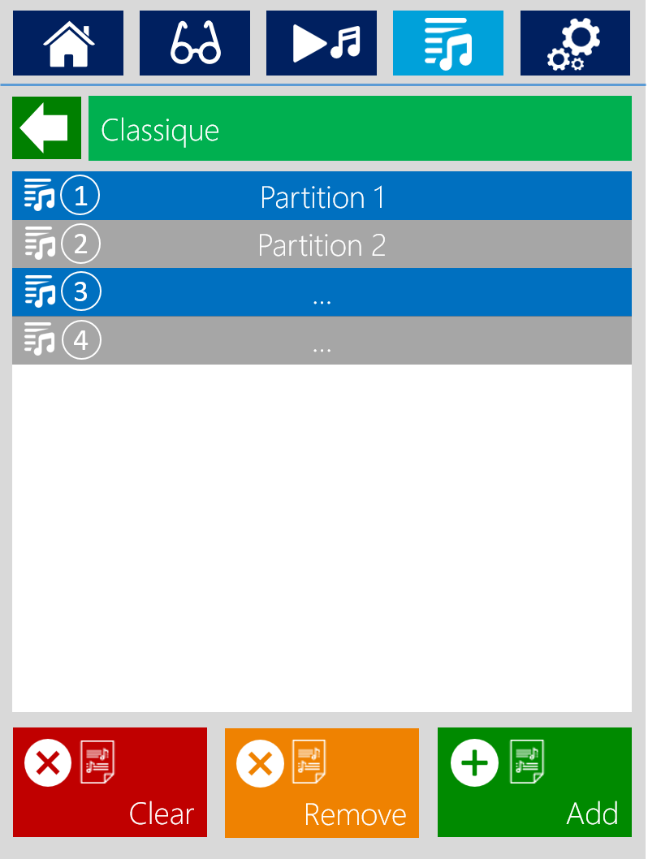 Classique
1 Partition 1
2 Partition 2
3 ...
4 ...
Clear Remove Add